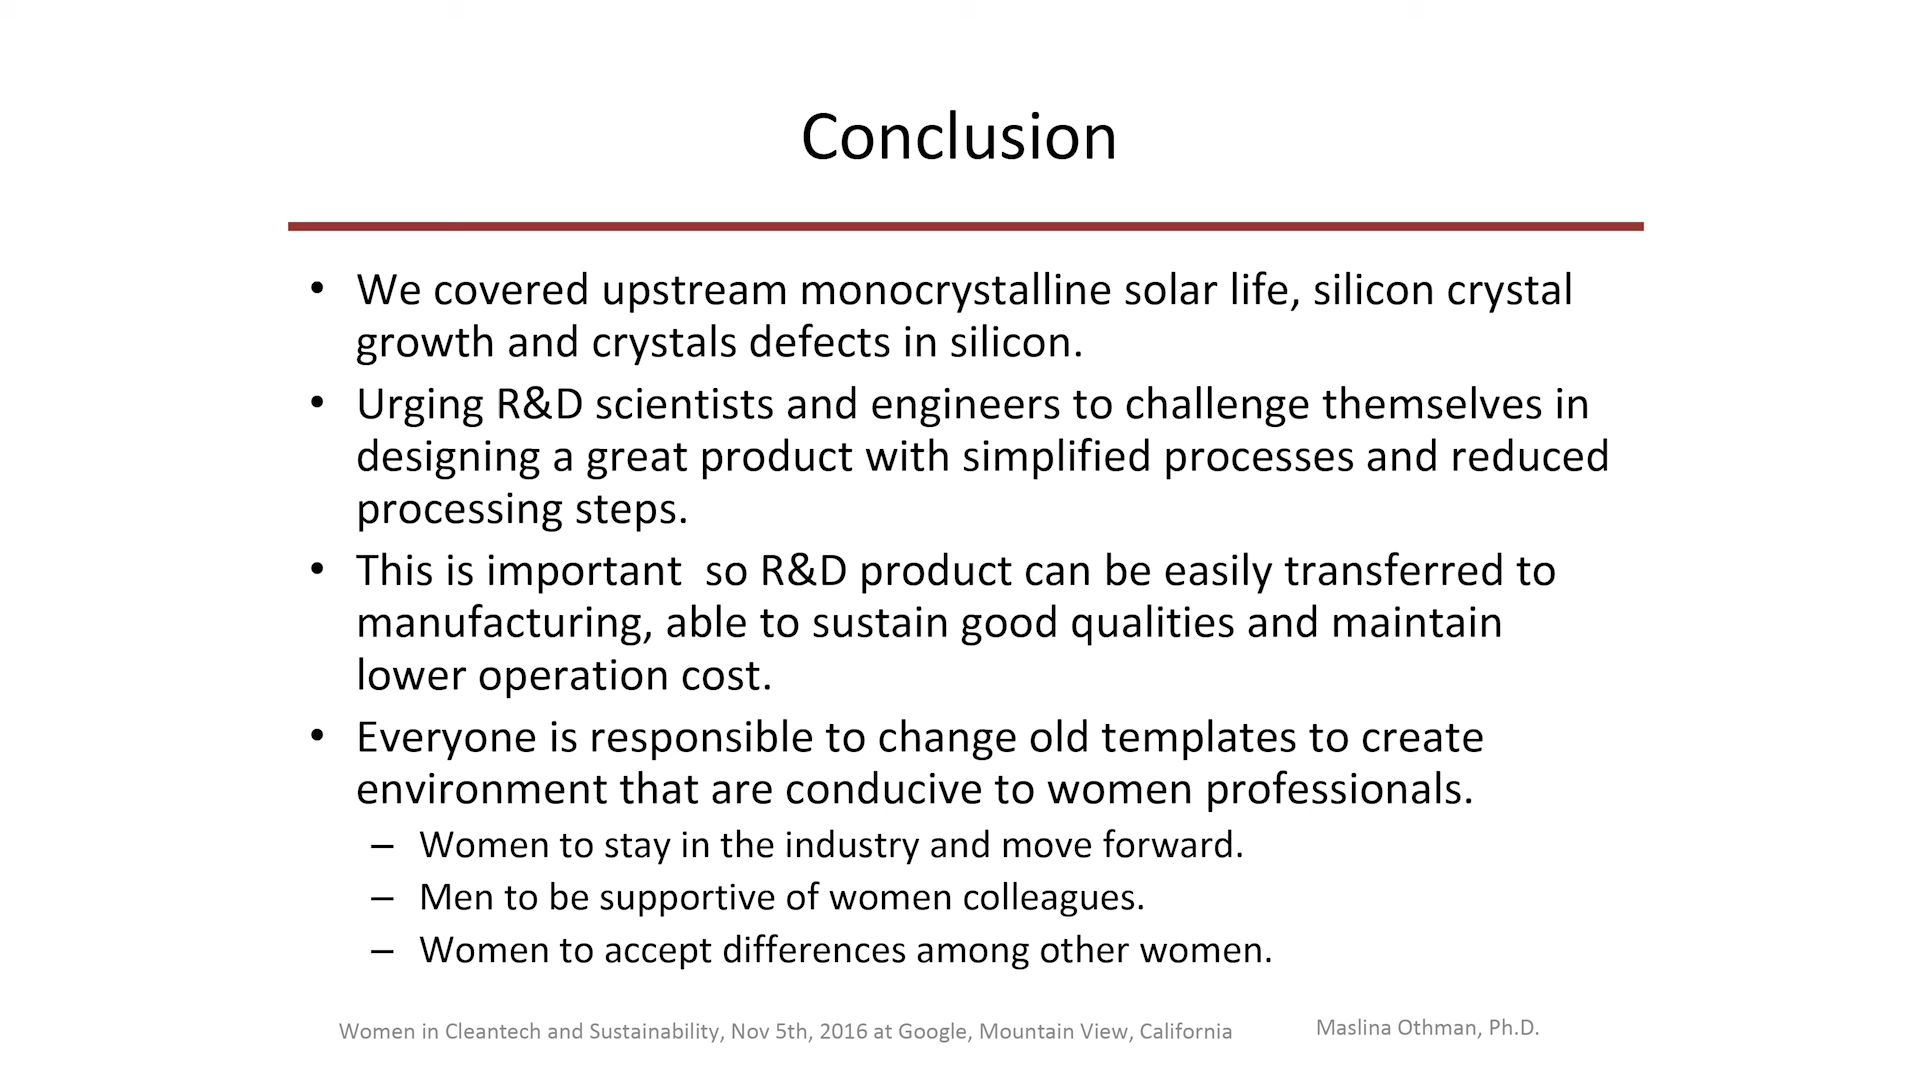 Conclusion
• We covered upstream monocrystalline solar life, silicon crystal
growth and crystals defects in silicon.
• Urging R&D scientists and engineers to challenge themselves in
designing a great product with simplified processes and reduced
processing steps.
• This is important  so R&D product can be easily transferred to
manufacturing, able to sustain good qualities and maintain
lower operation cost.
• Everyone is responsible to change old templates to create
environment that are conducive to women professionals.
– Women to stay in the industry and move forward.
– Men to be supportive of women colleagues.
– Women to accept differences among other women.
Women in Cleantech and Sustainability, Nov 5th, 2016 at Google, Mountain View, California
Maslina Othman, Ph.D.